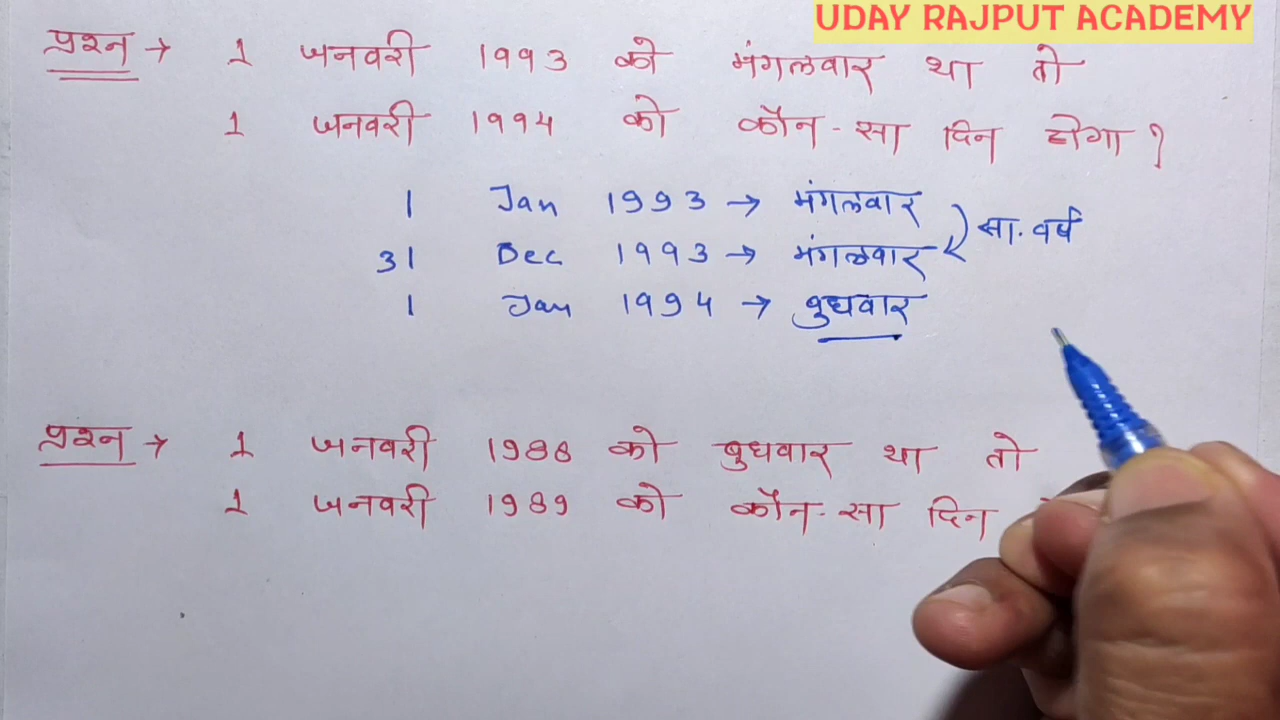 UDAY RAJPUT ACADEMY
प्रश्न → 1 जनवरी 1993 को मंगलवार था तो
1 जनवरी 1994 को कौन-सा दिन होगा ?
1 Jan 1993 → मंगलवार
सा. वर्ष
31 Dec 1993 → मंगलवार
1 Jan 1994 → बुधवार
प्रश्न → 1 जनवरी 1988 को बुधवार था तो
1 जनवरी 1989 को कौन-सा दिन